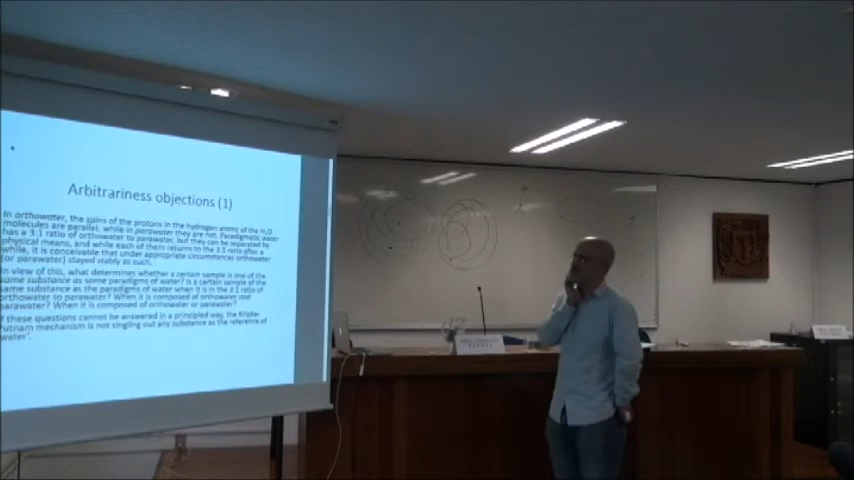 Arbitrariness objections (1)
In orthowater, the spins of the protons in the hydrogen atoms of the H₂O
molecules are parallel, while in parawater they are not. Paradigmatic water
has a 3:1 ratio of orthowater to parawater, but they can be separated by
physical means, and while each of them returns to the 3:1 ratio after a
while, it is conceivable that under appropriate circumstances orthowater
(or parawater) stayed stably as such.
In view of this, what determines whether a certain sample is one of the
same substance as some paradigms of water? Is a certain sample of the
same substance as the paradigms of water when it is in the 3:1 ratio of
orthowater to parawater? When it is composed of orthowater and
parawater? When it is composed of orthowater or parawater?
f these questions cannot be answered in a principled way, the Kripke-
Putnam mechanism is not singling out any substance as the reference of
'water'.